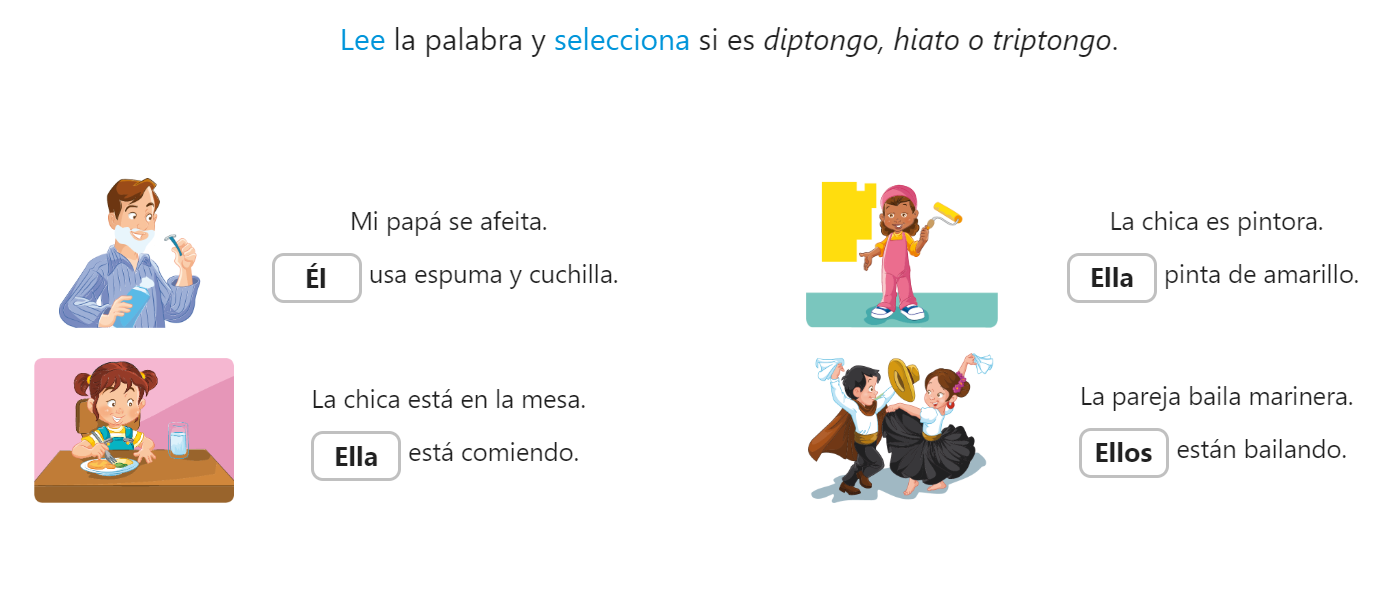 Lee la palabra y selecciona si es diptongo, hiato o triptongo.
Mi papá se afeita.
Él usa espuma y cuchilla.
La chica es pintora.
Ella pinta de amarillo.
La chica está en la mesa.
Ella está comiendo.
La pareja baila marinera.
Ellos están bailando.